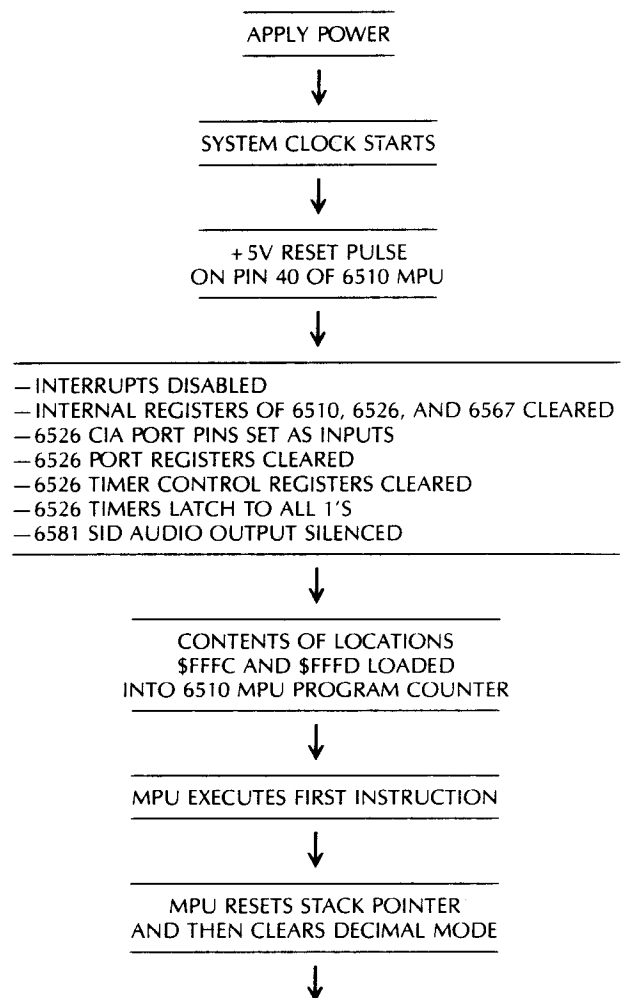 APPLY POWER
SYSTEM CLOCK STARTS
+5V RESET PULSE
ON PIN 40 OF 6510 MPU
—INTERRUPTS DISABLED
—INTERNAL REGISTERS OF 6510, 6526, AND 6567 CLEARED
—6526 CIA PORT PINS SET AS INPUTS
—6526 PORT REGISTERS CLEARED
—6526 TIMER CONTROL REGISTERS CLEARED
—6526 TIMERS LATCH TO ALL 1'S
—6581 SID AUDIO OUTPUT SILENCED
CONTENTS OF LOCATIONS
$FFFC AND $FFFD LOADED
INTO 6510 MPU PROGRAM COUNTER
MPU EXECUTES FIRST INSTRUCTION
MPU RESETS STACK POINTER
AND THEN CLEARS DECIMAL MODE